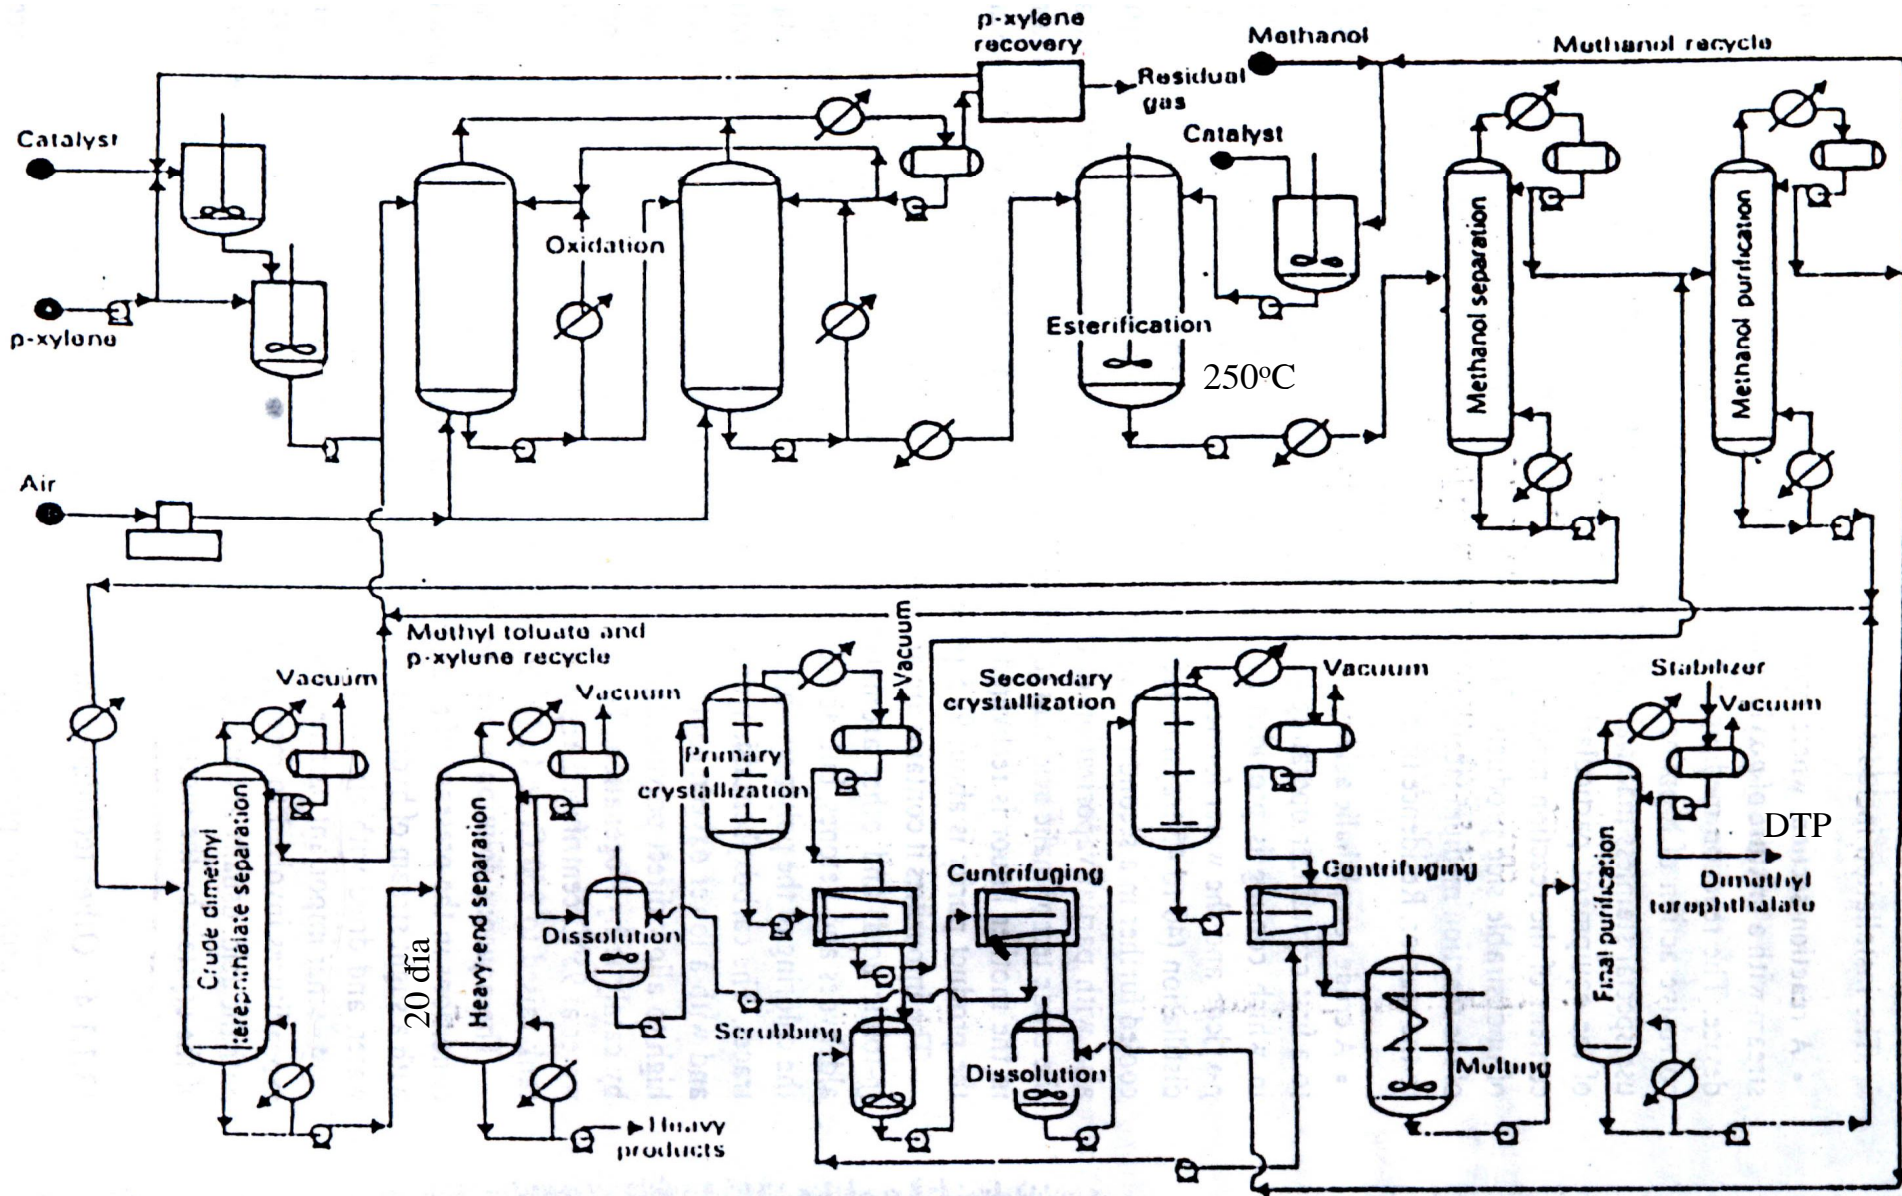 p-xylene
recovery
Methanol
Methanol recycle
Residual
gas
Catalyst
Catalyst
Oxidation
Methanol separation
Methanol purification
p-xylene
Esterification
250°C
Air
Methyl toluate and
p-xylene recycle
Vacuum
Vacuum
Vacuum
Secondary
crystallization
Vacuum
Stabilizer
Vacuum
Primary
crystallization
Crude dimethyl
terephthalate separation
20 đĩa
Heavy-end separation
Dissolution
Centrifuging
Centrifuging
Final purification
DTP
Dimethyl
terephthalate
Scrubbing
Dissolution
Melting
Heavy
products